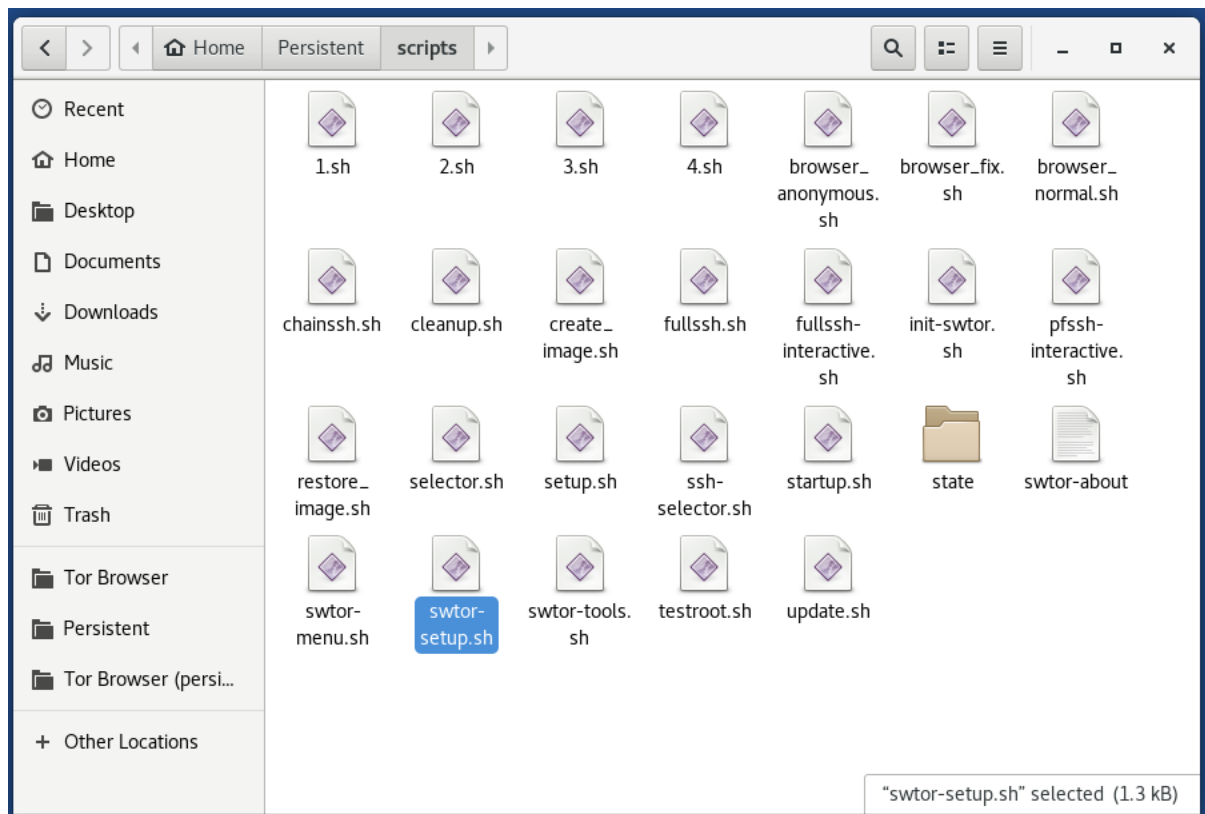 Home Persistent scripts
Recent
Home
Desktop
Documents
Downloads
Music
Pictures
Videos
Trash
Tor Browser
Persistent
Tor Browser (persi...
+ Other Locations
1.sh
2.sh
3.sh
4.sh
browser_
anonymous.
sh
browser_fix.
sh
browser_
normal.sh
chainssh.sh
cleanup.sh
create_
image.sh
fullssh.sh
fullssh-
interactive.
sh
init-swtor.
sh
pfssh-
interactive.
sh
restore_
image.sh
selector.sh
setup.sh
ssh-
selector.sh
startup.sh
state
swtor-about
swtor-
menu.sh
swtor-
setup.sh
swtor-tools.
sh
testroot.sh
update.sh
“swtor-setup.sh” selected (1.3 kB)